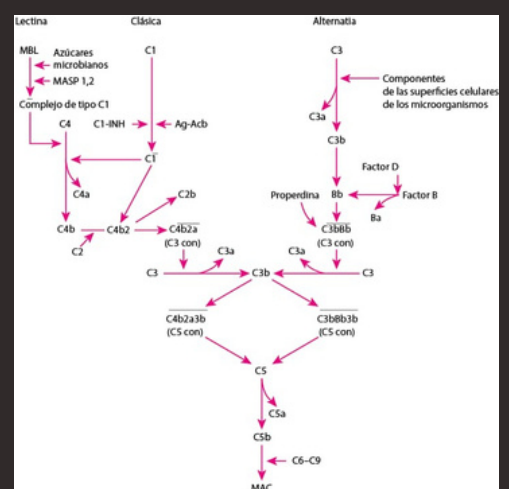 Lectina
Clásica
Alternatia
MBL
Azúcares
microbianos
MASP 1,2
Complejo de tipo C1
C1
C3
Componentes
de las superficies celulares
de los microorganismos
C3a
C4
C1-INH
Ag-Acb
C3b
C1
C4a
C2b
Factor D
Properdina
Bb
Factor B
Ba
C4b
C4b2
C4b2a
(C3 con)
C3bBb
(C3 con)
C2
C3a
C3a
C3
C3b
C3
C4b2a3b
(C5 con)
C3bBb3b
(C5 con)
C5
C5a
C5b
C6-C9
MAC